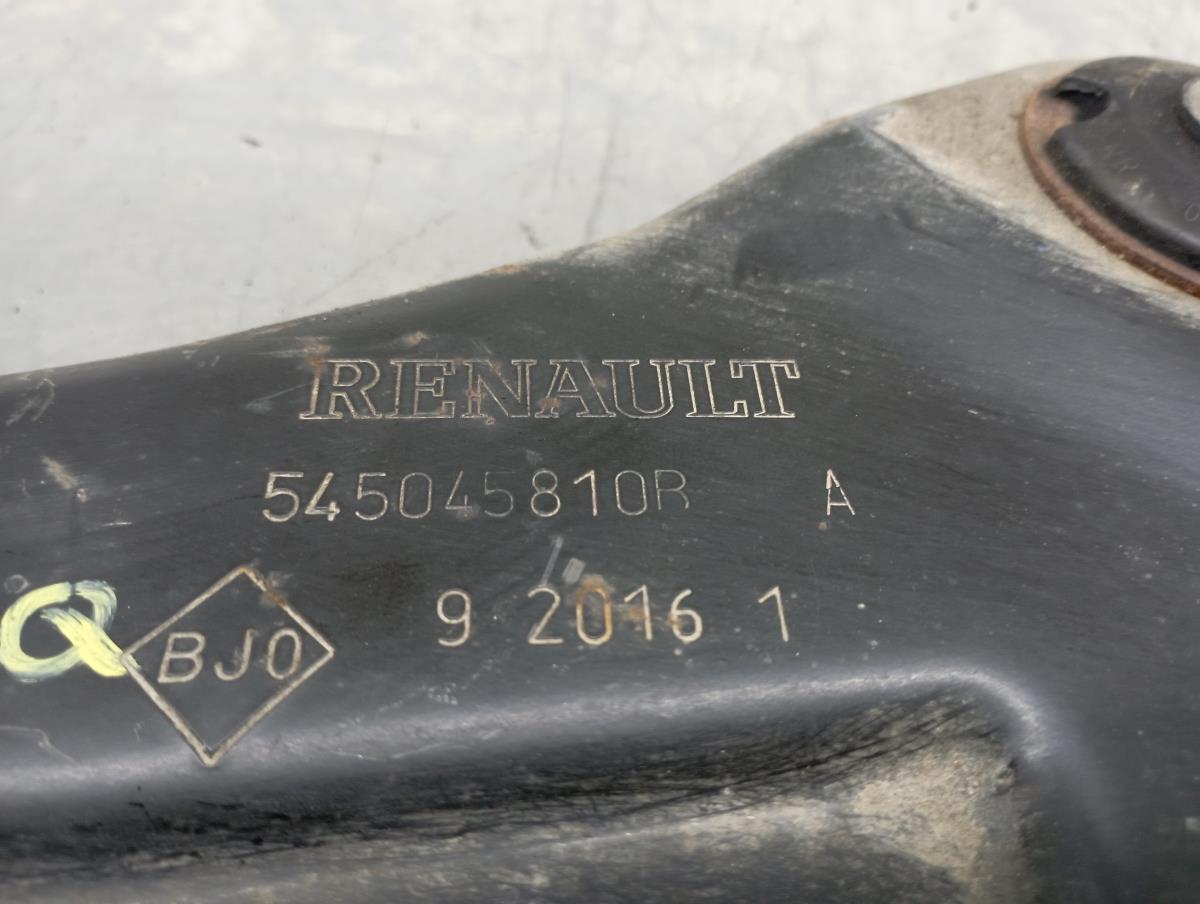 RENAULT
545045810R A
BJO 9 2016 1